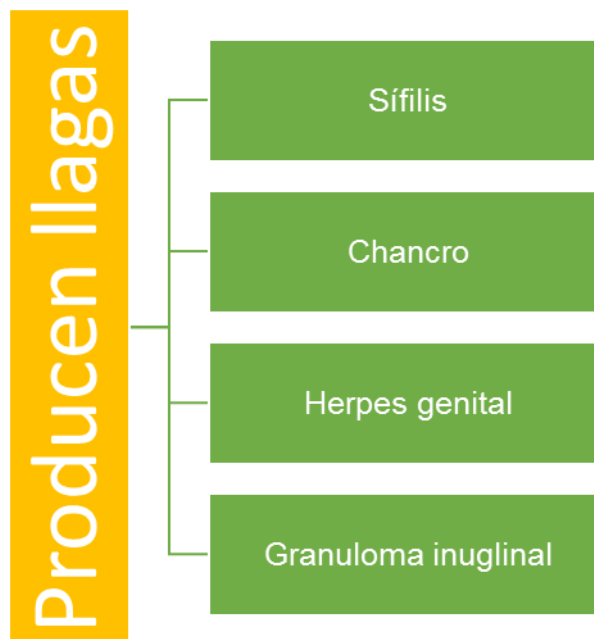 Producen llagas
Sífilis
Chancro
Herpes genital
Granuloma inuglinal